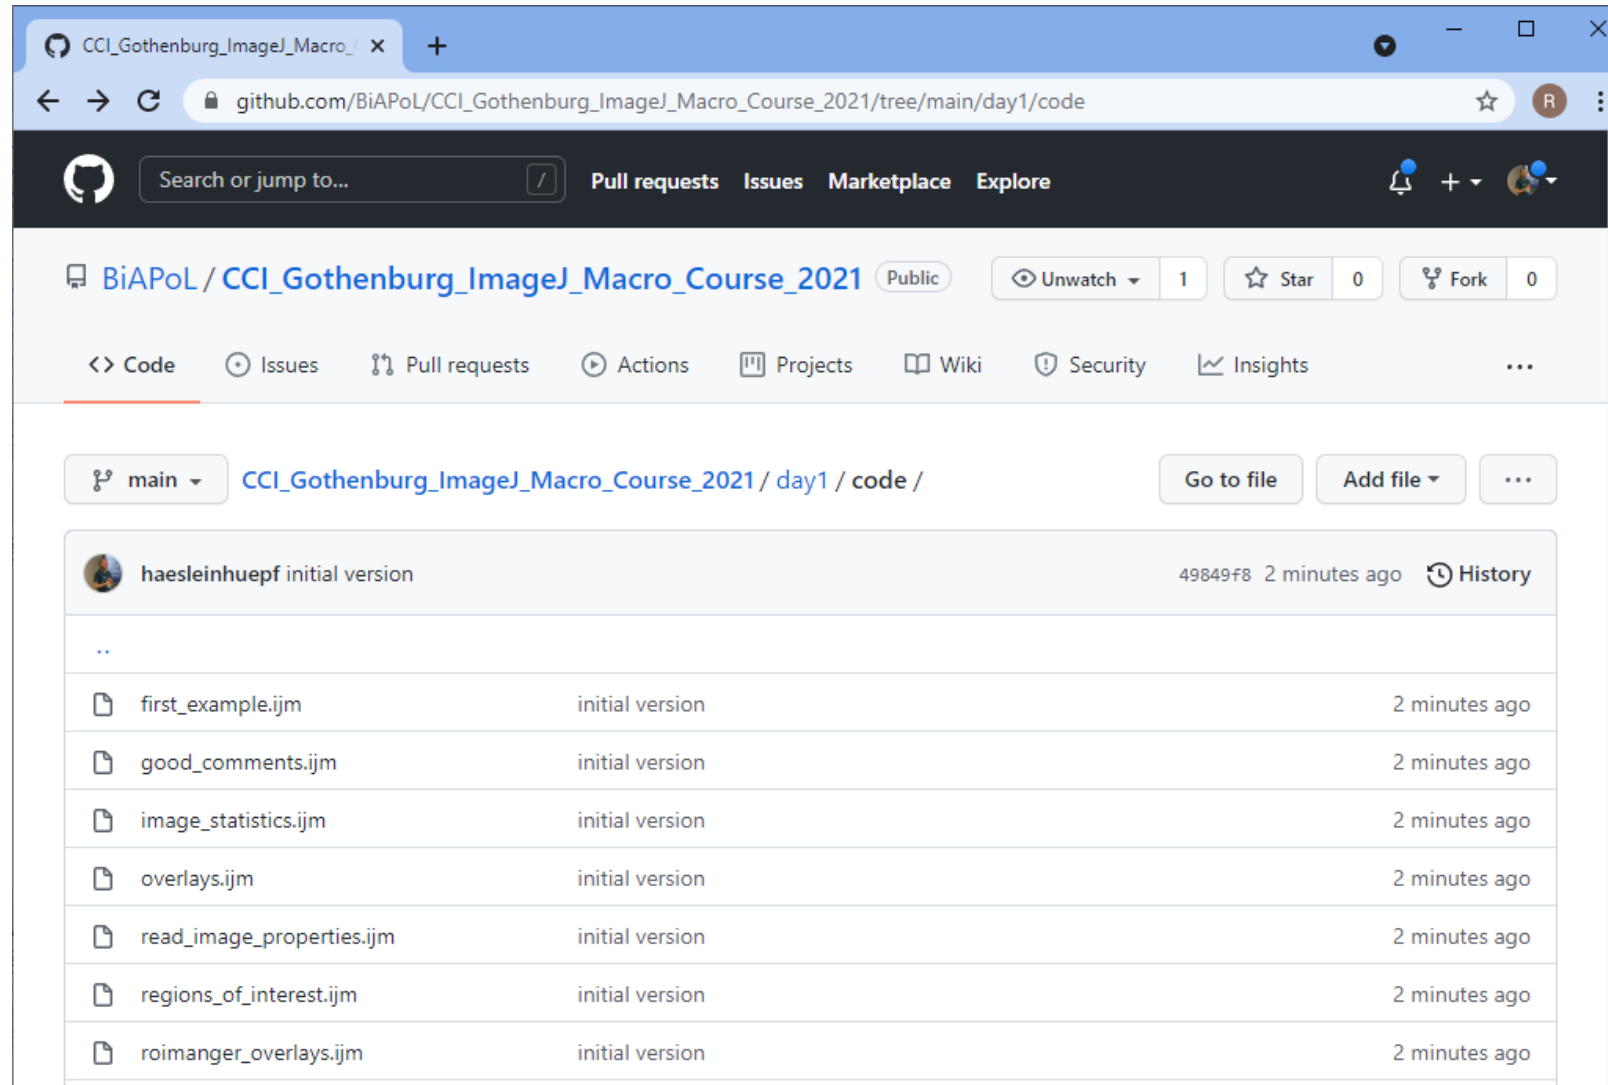 CCI_Gothenburg_ImageJ_Macro_
github.com/BiAPoL/CCI_Gothenburg_ImageJ_Macro_Course_2021/tree/main/day1/code
R
Search or jump to... / Pull requests Issues Marketplace Explore
BiAPoL / CCI_Gothenburg_ImageJ_Macro_Course_2021 Public Unwatch 1 Star 0 Fork 0
Code Issues Pull requests Actions Projects Wiki Security Insights ...
main CCI_Gothenburg_ImageJ_Macro_Course_2021 / day1 / code / Go to file Add file ...
haesleinhuepf initial version 49849f8 2 minutes ago History
..
first_example.ijm initial version 2 minutes ago
good_comments.ijm initial version 2 minutes ago
image_statistics.ijm initial version 2 minutes ago
overlays.ijm initial version 2 minutes ago
read_image_properties.ijm initial version 2 minutes ago
regions_of_interest.ijm initial version 2 minutes ago
roimanger_overlays.ijm initial version 2 minutes ago